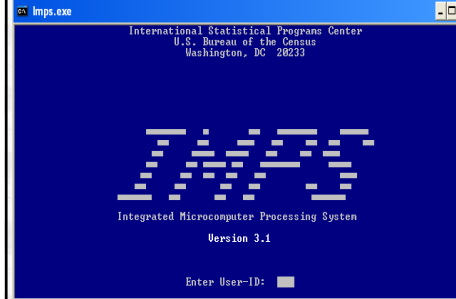 Imps.exe
International Statistical Programs Center
U.S. Bureau of the Census
Washington, DC 20233
IMPS
Integrated Microcomputer Processing System
Version 3.1
Enter User-ID: